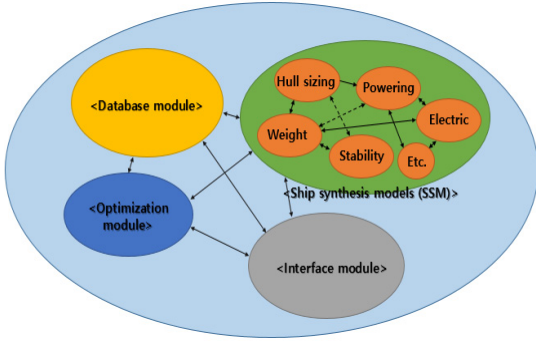 <Database module>
Hull sizing
Powering
Electric
Weight
Stability
Etc.
<Ship synthesis models (SSM)>
<Optimization
module>
<Interface module>